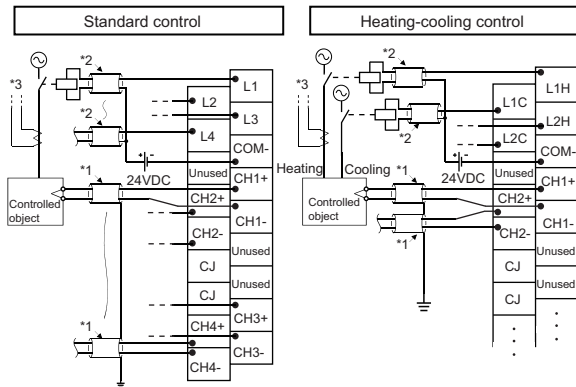 Standard control
*2
*3
*2
L1
L2
L3
L4
COM-
24VDC
Unused
CH1+
*1
Controlled
object
CH2+
CH1-
CH2-
Unused
CJ
Unused
CJ
CH3+
*1
CH4+
CH3-
CH4-
Heating-cooling control
*2
*3
*2
L1H
L1C
L2H
L2C
COM-
Heating
Cooling
*1
24VDC
Unused
CH1+
Controlled
object
CH2+
CH1-
*1
CH2-
Unused
CJ
Unused
CJ